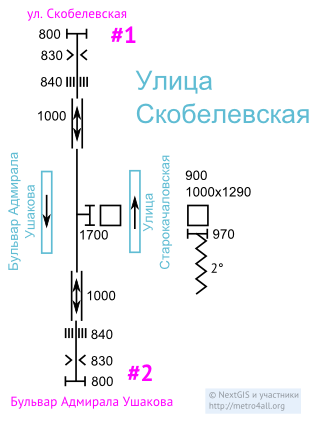 ул. Скобелевская
800
#1
830
840
Улица
Скобелевская
1000
Бульвар Адмирала
Ушакова
1700
Улица
Старокачаловская
900
1000x1290
970
2°
1000
840
830
800
#2
Бульвар Адмирала Ушакова
© NextGIS и участники
http://metro4all.org